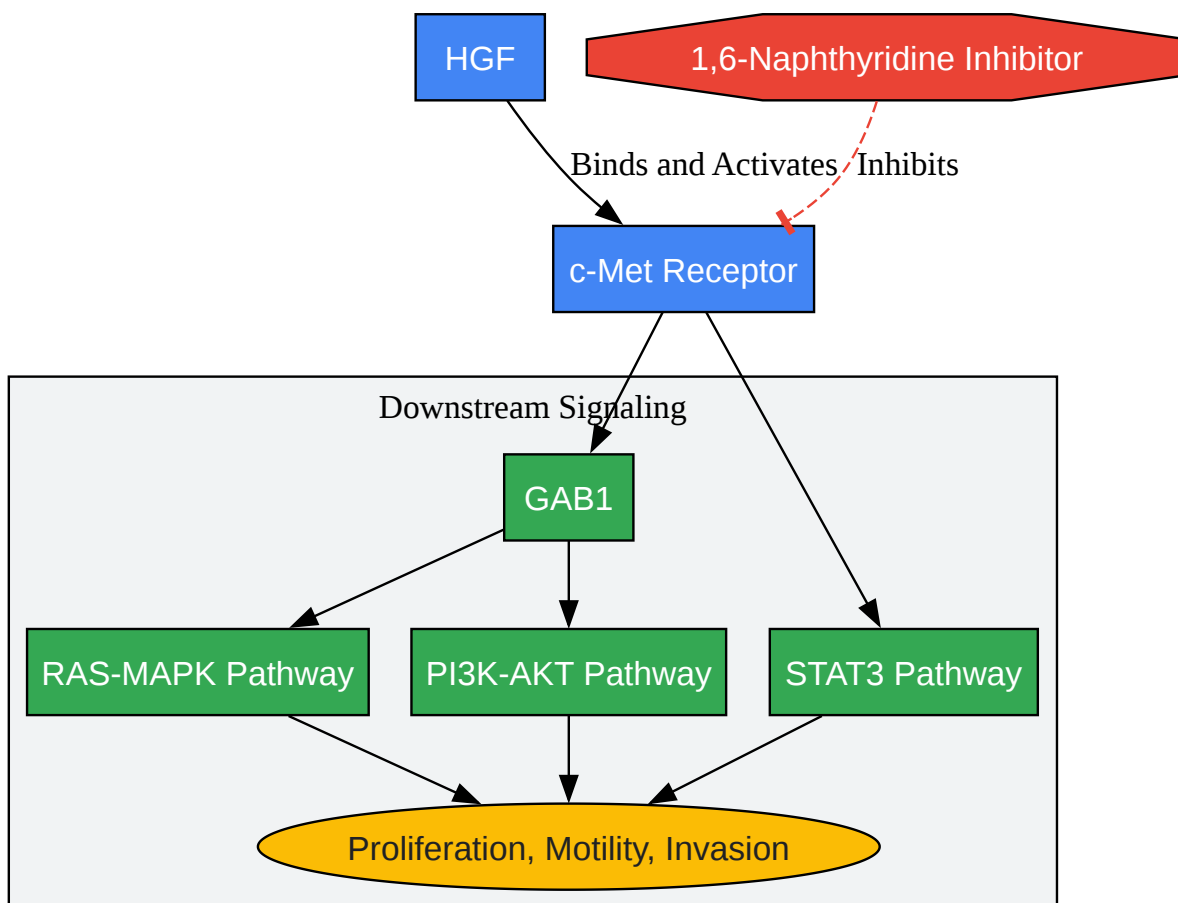 HGF
1,6-Naphthyridine Inhibitor
Binds and Activates
Inhibits
c-Met Receptor
Downstream Signaling
GAB1
RAS-MAPK Pathway
PI3K-AKT Pathway
STAT3 Pathway
Proliferation, Motility, Invasion